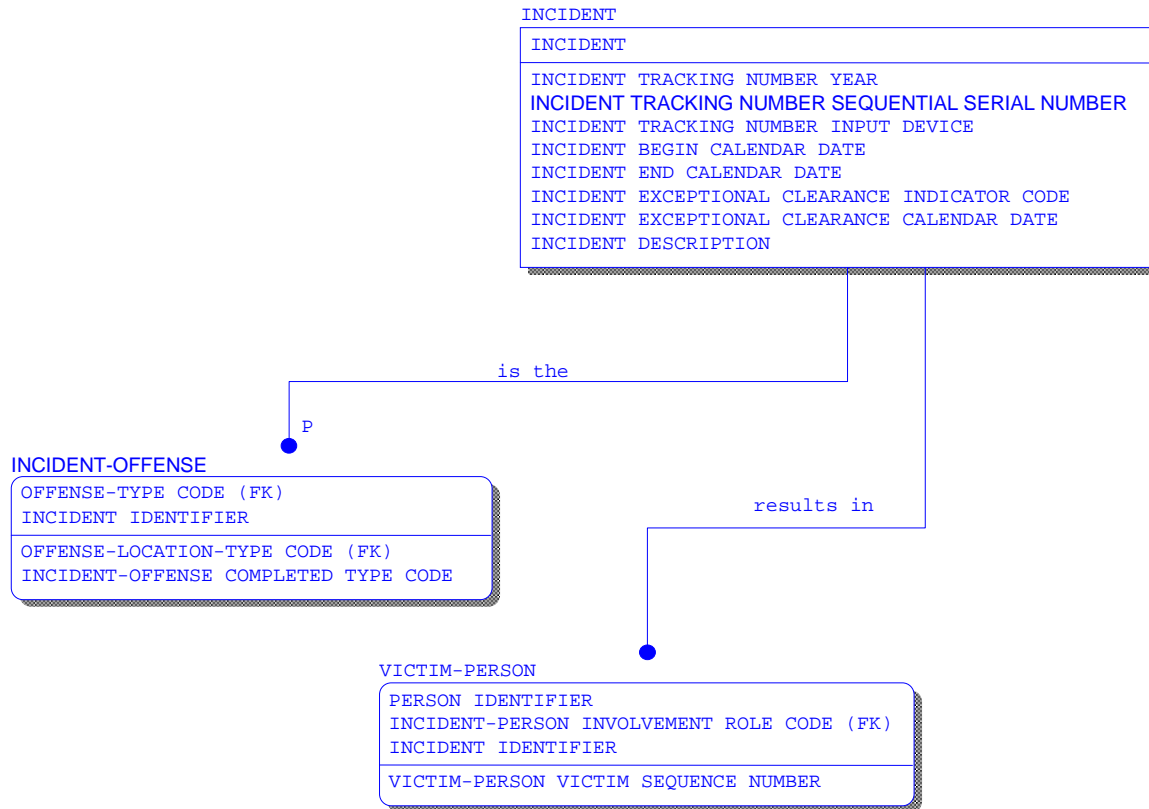 INCIDENT
INCIDENT
INCIDENT TRACKING NUMBER YEAR
INCIDENT TRACKING NUMBER SEQUENTIAL SERIAL NUMBER
INCIDENT TRACKING NUMBER INPUT DEVICE
INCIDENT BEGIN CALENDAR DATE
INCIDENT END CALENDAR DATE
INCIDENT EXCEPTIONAL CLEARANCE INDICATOR CODE
INCIDENT EXCEPTIONAL CLEARANCE CALENDAR DATE
INCIDENT DESCRIPTION
is the
P
INCIDENT-OFFENSE
OFFENSE-TYPE CODE (FK)
INCIDENT IDENTIFIER
OFFENSE-LOCATION-TYPE CODE (FK)
INCIDENT-OFFENSE COMPLETED TYPE CODE
results in
VICTIM-PERSON
PERSON IDENTIFIER
INCIDENT-PERSON INVOLVEMENT ROLE CODE (FK)
INCIDENT IDENTIFIER
VICTIM-PERSON VICTIM SEQUENCE NUMBER